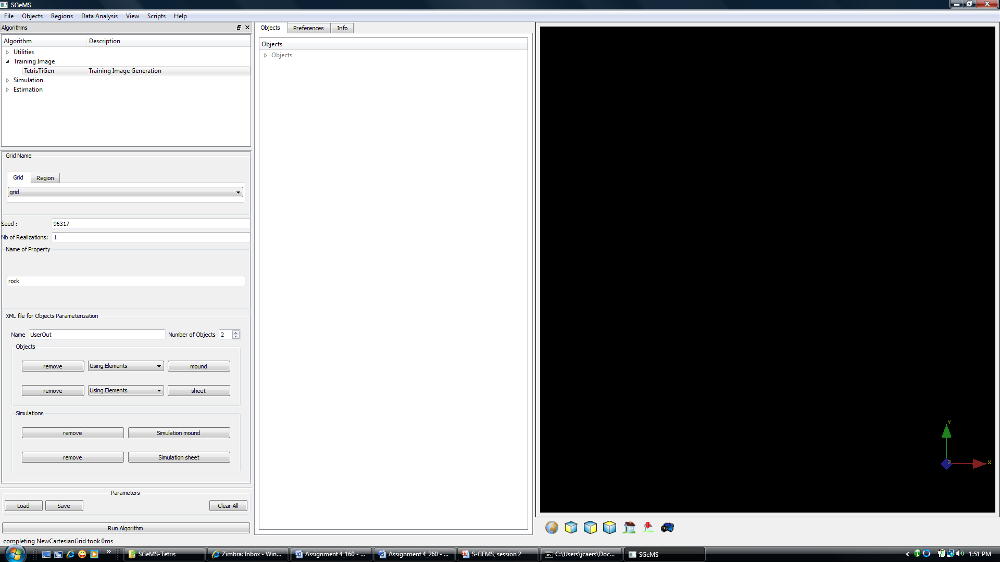 SGeMS
File Objects Regions Data Analysis View Scripts Help
Algorithms
Algorithm Description
Utilities
Training Image
TetrisTiGen Training Image Generation
Simulation
Estimation
Grid Name
Grid Region
grid
Seed : 96317
Nb of Realizations: 1
Name of Property
rock
XML file for Objects Parameterization
Name UserOut Number of Objects 2
Objects
remove Using Elements mound
remove Using Elements sheet
Simulations
remove Simulation mound
remove Simulation sheet
Parameters
Load Save Clear All
Run Algorithm
completing NewCartesianGrid took 0ms
Objects Preferences Info
Objects
Objects
Y
Z X
SGeMS-Tetris Zimbra: Inbox - Win... Assignment 4_160 - ... Assignment 4_260 - ... S-GEMS, session 2 C:\Users\jcaers\Doc... SGeMS 1:51 PM